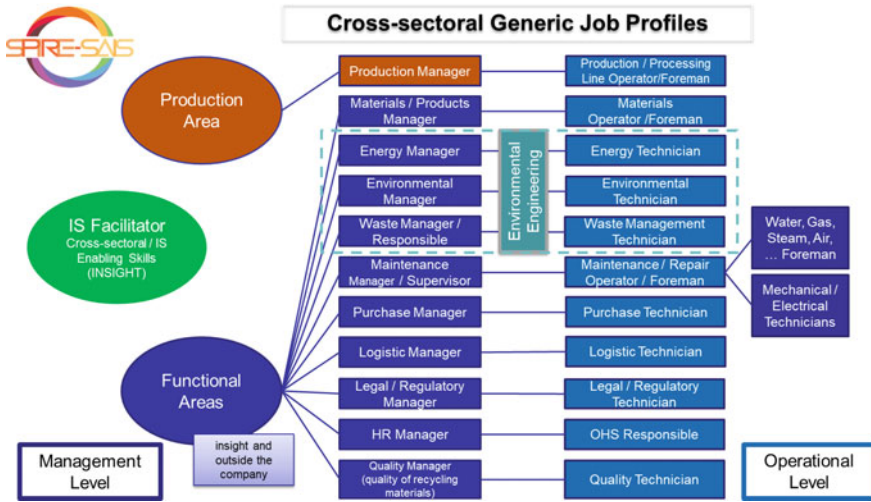 Cross-sectoral Generic Job Profiles
SPIRE-SAIS
Production
Area
Production Manager
Production / Processing
Line Operator/Foreman
Materials / Products
Manager
Materials
Operator /Foreman
Energy Manager
Energy Technician
Environmental
Manager
Environmental
Technician
Waste Manager /
Responsible
Waste Management
Technician
Environmental
Engineering
IS Facilitator
Cross-sectoral / IS
Enabling Skills
(INSIGHT)
Maintenance
Manager / Supervisor
Maintenance / Repair
Operator / Foreman
Water, Gas,
Steam, Air,
... Foreman
Mechanical /
Electrical
Technicians
Purchase Manager
Purchase Technician
Logistic Manager
Logistic Technician
Functional
Areas
Legal / Regulatory
Manager
Legal / Regulatory
Technician
HR Manager
OHS Responsible
insight and
outside the
company
Quality Manager
(quality of recycling
materials)
Quality Technician
Management
Level
Operational
Level